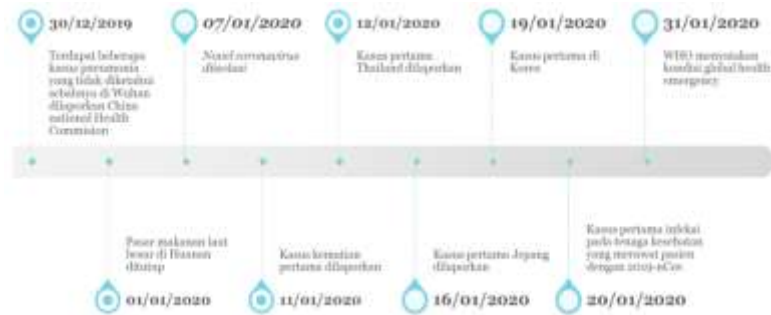 30/12/2019
Terdapat beberapa
kasus pneumonia
yang tidak diketahui
sebelnya di Wuhan
dilaporkan China
national Health
Commision
07/01/2020
Novel coronavirus
diisolasi
12/01/2020
Kasus pertama
Thailand dilaporkan
19/01/2020
Kasus pertama di
Korea
31/01/2020
WHO menyatakan
kondisi global health
emergency
Pasar makanan laut
besar di Huanan
ditutup
01/01/2020
Kasus kematian
pertama dilaporkan
11/01/2020
Kasus pertama Jepang
dilaporkan
16/01/2020
Kasus pertama infeksi
pada tenaga kesehatan
yang merawat pasien
dengan 2019-nCov
20/01/2020